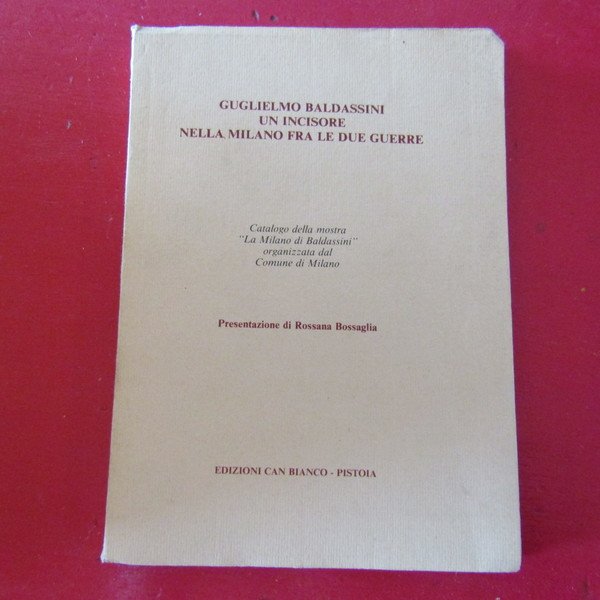 GUGLIELMO BALDASSINI
UN INCISORE
NELLA MILANO FRA LE DUE GUERRE
Catalogo della mostra
"La Milano di Baldassini"
organizzata dal
Comune di Milano
Presentazione di Rossana Bossaglia
EDIZIONI CAN BIANCO - PISTOIA